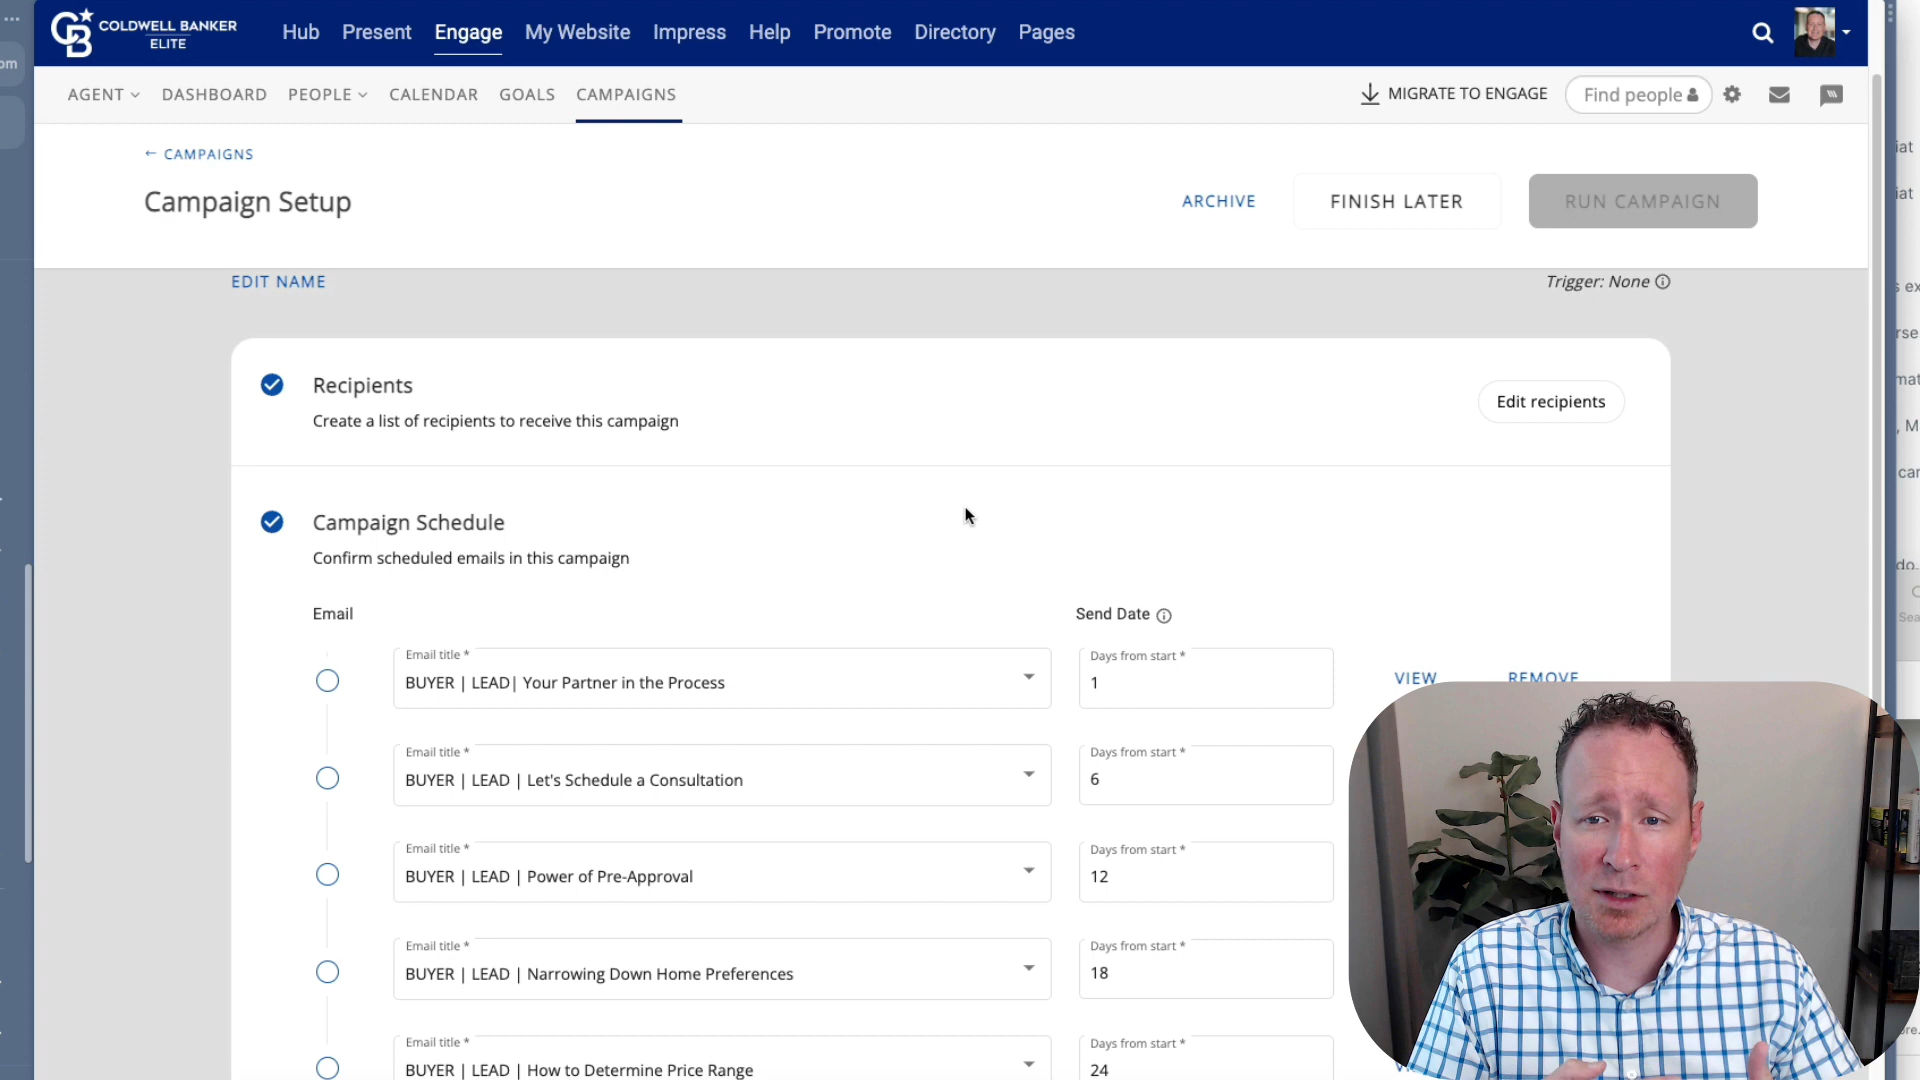 COLDWELL BANKER
ELITE
Hub Present Engage My Website Impress Help Promote Directory Pages
om
AGENT DASHBOARD PEOPLE CALENDAR GOALS CAMPAIGNS
MIGRATE TO ENGAGE Find people
← CAMPAIGNS
Campaign Setup
ARCHIVE FINISH LATER RUN CAMPAIGN
EDIT NAME
Trigger: None
Recipients
Create a list of recipients to receive this campaign
Edit recipients
Campaign Schedule
Confirm scheduled emails in this campaign
Email
Send Date
Email title *
BUYER | LEAD| Your Partner in the Process
Days from start *
1
VIEW REMOVE
Email title *
BUYER | LEAD | Let's Schedule a Consultation
Days from start *
6
Email title *
BUYER | LEAD | Power of Pre-Approval
Days from start *
12
Email title *
BUYER | LEAD | Narrowing Down Home Preferences
Days from start *
18
Email title *
BUYER | LEAD | How to Determine Price Range
Days from start *
24